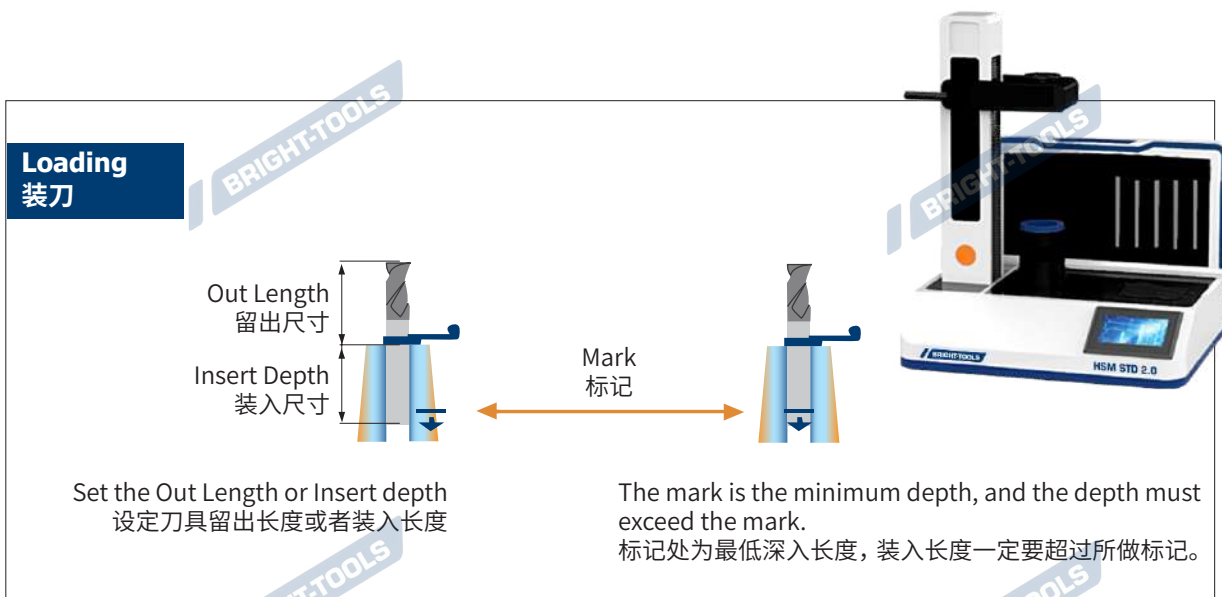 BRIGHT-TOOLS
BRIGHT-TOOLS
Loading
装刀
Out Length
留出尺寸
Insert Depth
装入尺寸
Mark
标记
BRIGHT-TOOLS
HSM STD 2.0
Set the Out Length or Insert depth
设定刀具留出长度或者装入长度
The mark is the minimum depth, and the depth must
exceed the mark.
标记处为最低深入长度，装入长度一定要超过所做标记。